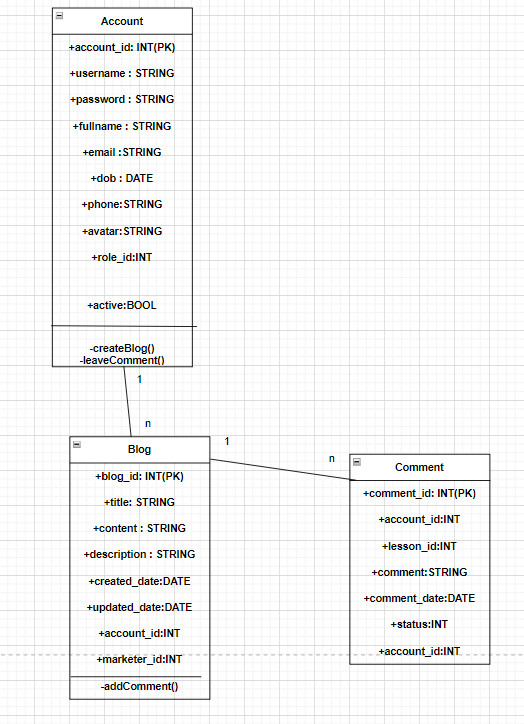 Account
+account_id: INT(PK)
+username : STRING
+password : STRING
+fullname : STRING
+email :STRING
+dob : DATE
+phone:STRING
+avatar:STRING
+role_id:INT
+active:BOOL
-createBlog()
-leaveComment()
1
n
Blog
+blog_id: INT(PK)
+title: STRING
+content : STRING
+description : STRING
+created_date:DATE
+updated_date:DATE
+account_id:INT
+marketer_id:INT
-addComment()
1
n
Comment
+comment_id: INT(PK)
+account_id:INT
+lesson_id:INT
+comment:STRING
+comment_date:DATE
+status:INT
+account_id:INT